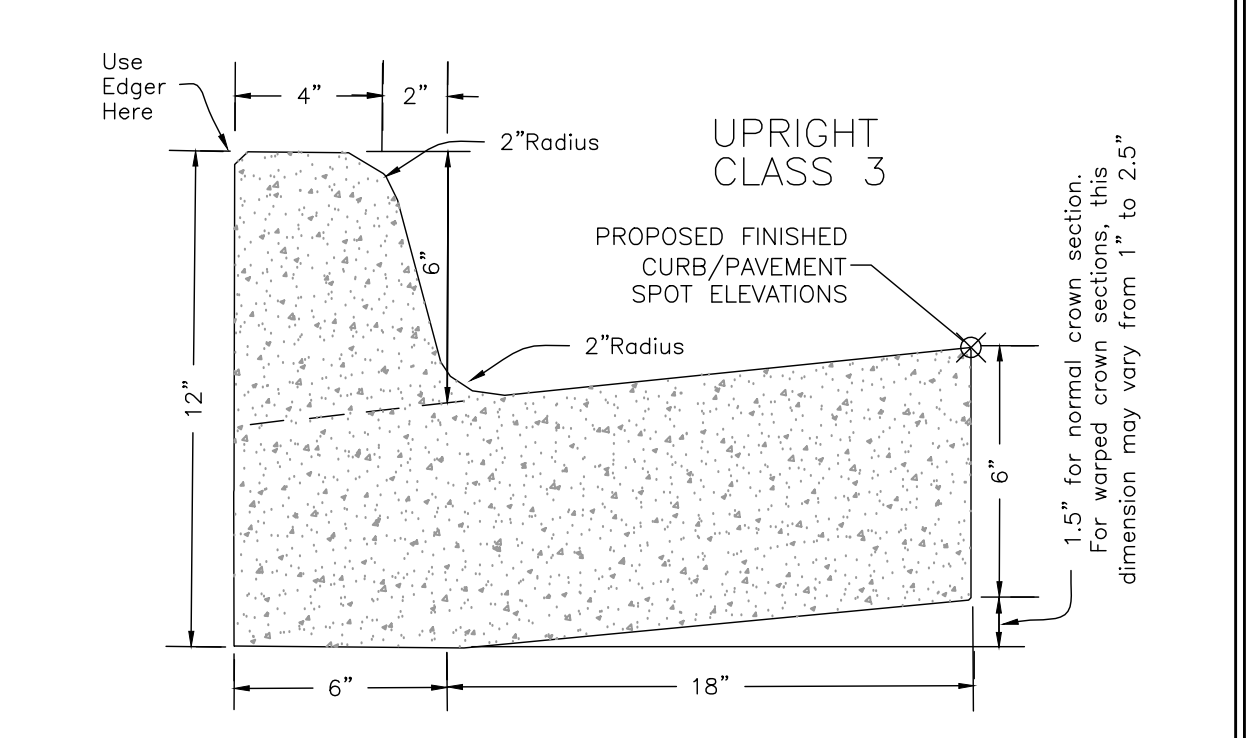 Use
Edger
Here
4”
2”
2”Radius
UPRIGHT
CLASS 3
PROPOSED FINISHED
CURB/PAVEMENT
SPOT ELEVATIONS
6”
2”Radius
12”
6”
1.5” for normal crown section.
For warped crown sections, this
dimension may vary from 1” to 2.5”
6”
18”